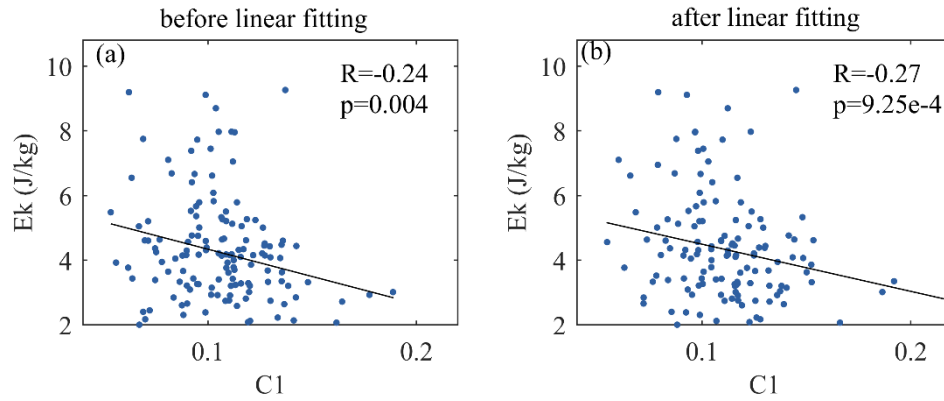 before linear fitting
(a)
R=-0.24
p=0.004
10
8
6
4
2
Ek (J/kg)
0.1
0.2
C1
after linear fitting
(b)
R=-0.27
p=9.25e-4
10
8
6
4
2
Ek (J/kg)
0.1
0.2
C1